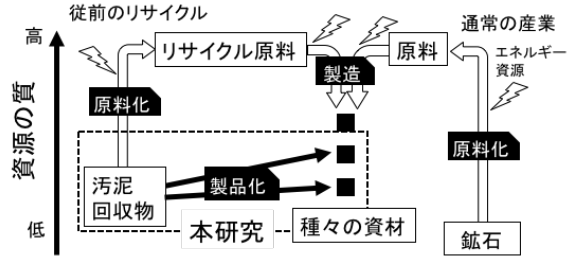 従前のリサイクル
通常の産業
高
リサイクル原料
原料
エネルギー
資源
製造
原料化
原料化
資源の質
汚泥
回収物
製品化
本研究
種々の資材
低
鉱石